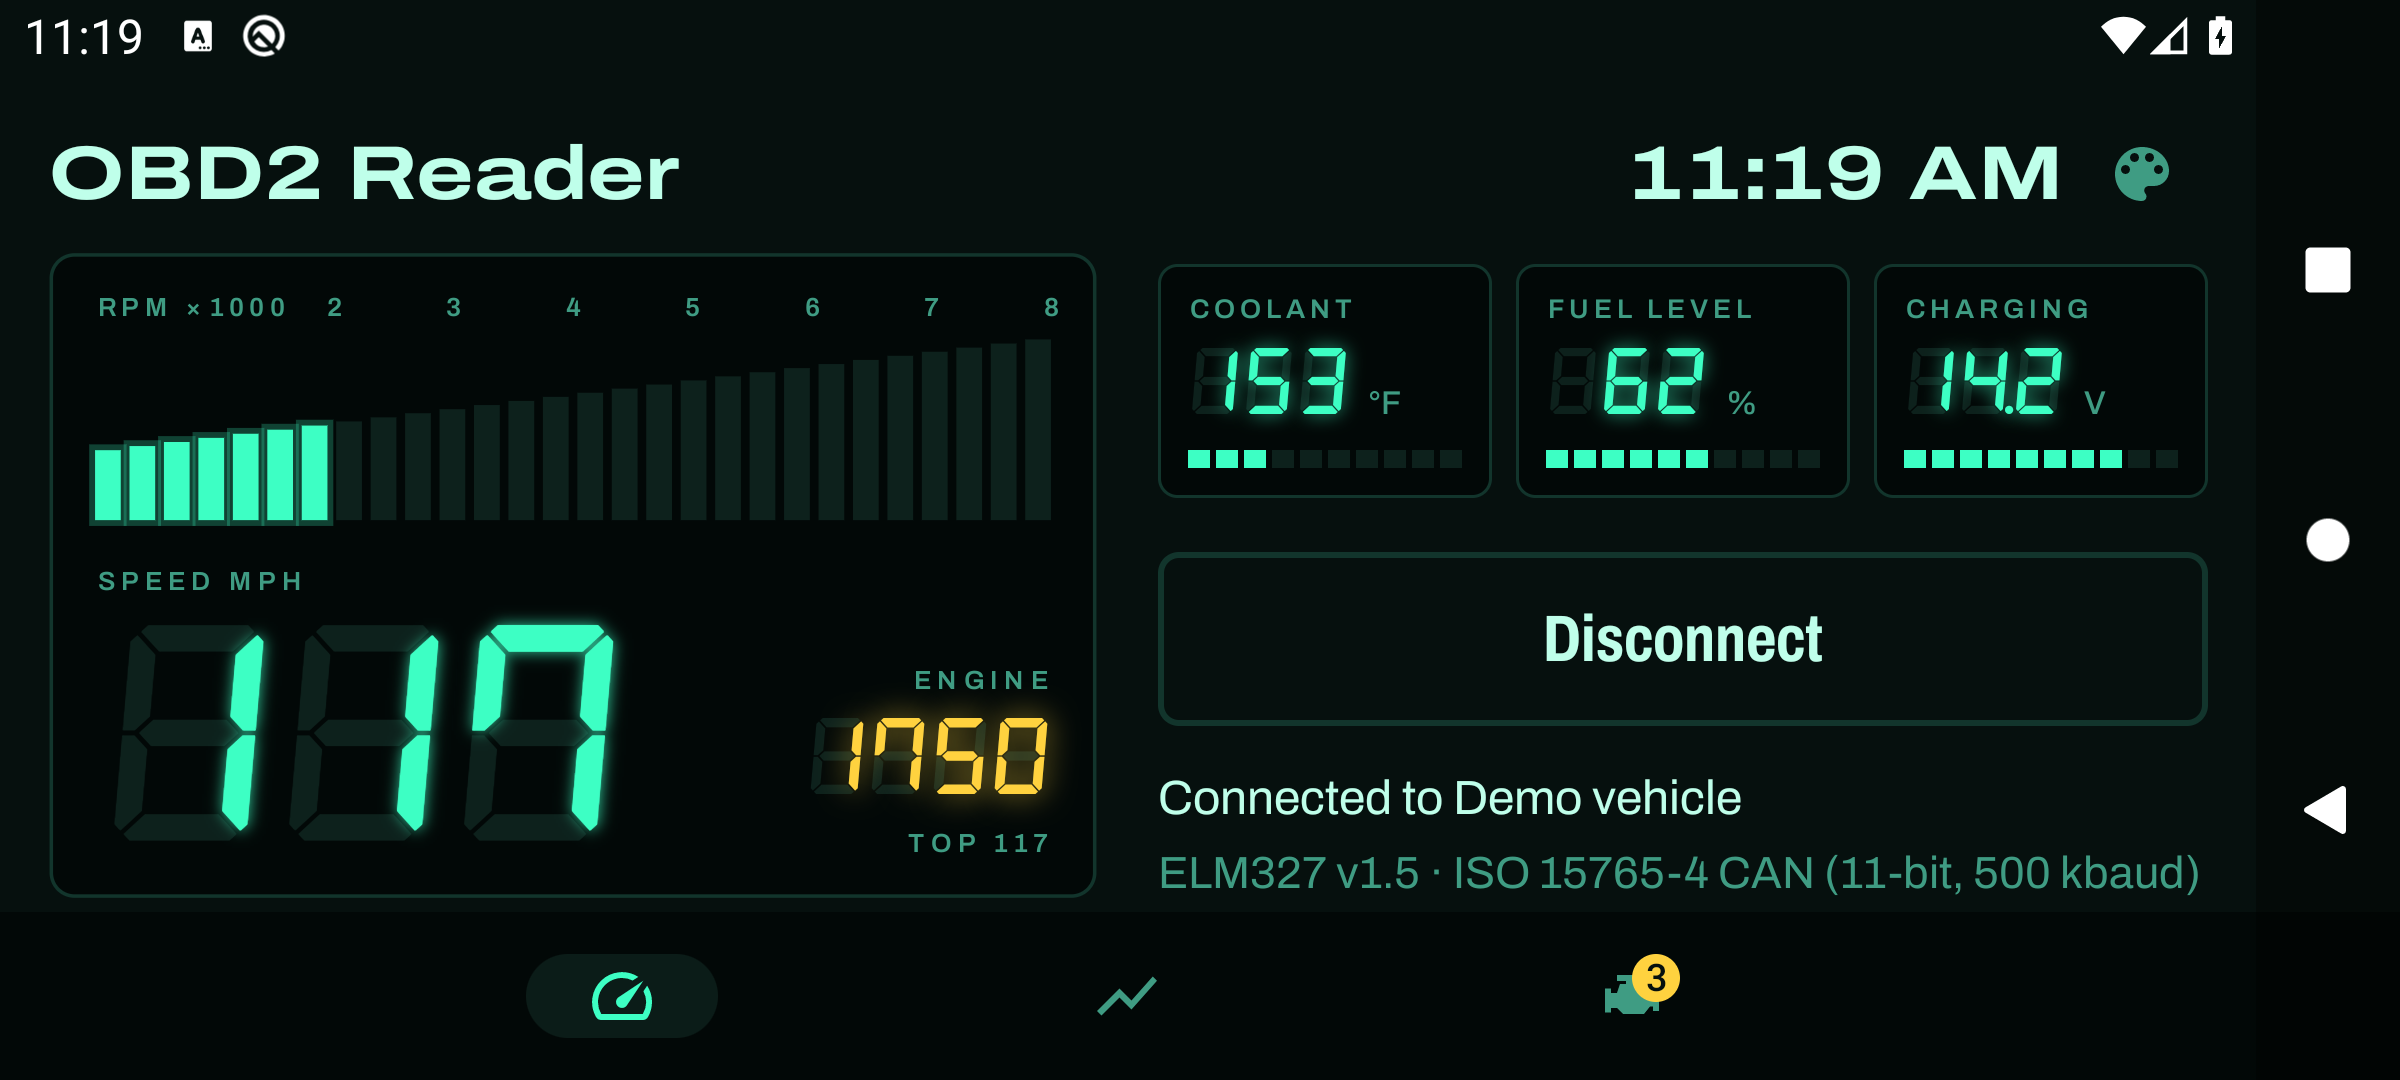 11:19
OBD2 Reader
11:19 AM
RPM ×1000 2 3 4 5 6 7 8
SPEED MPH
117
ENGINE
1750
TOP 117
COOLANT
153 °F
FUEL LEVEL
62 %
CHARGING
14.2 V
Disconnect
Connected to Demo vehicle
ELM327 v1.5 · ISO 15765-4 CAN (11-bit, 500 kbaud)
3